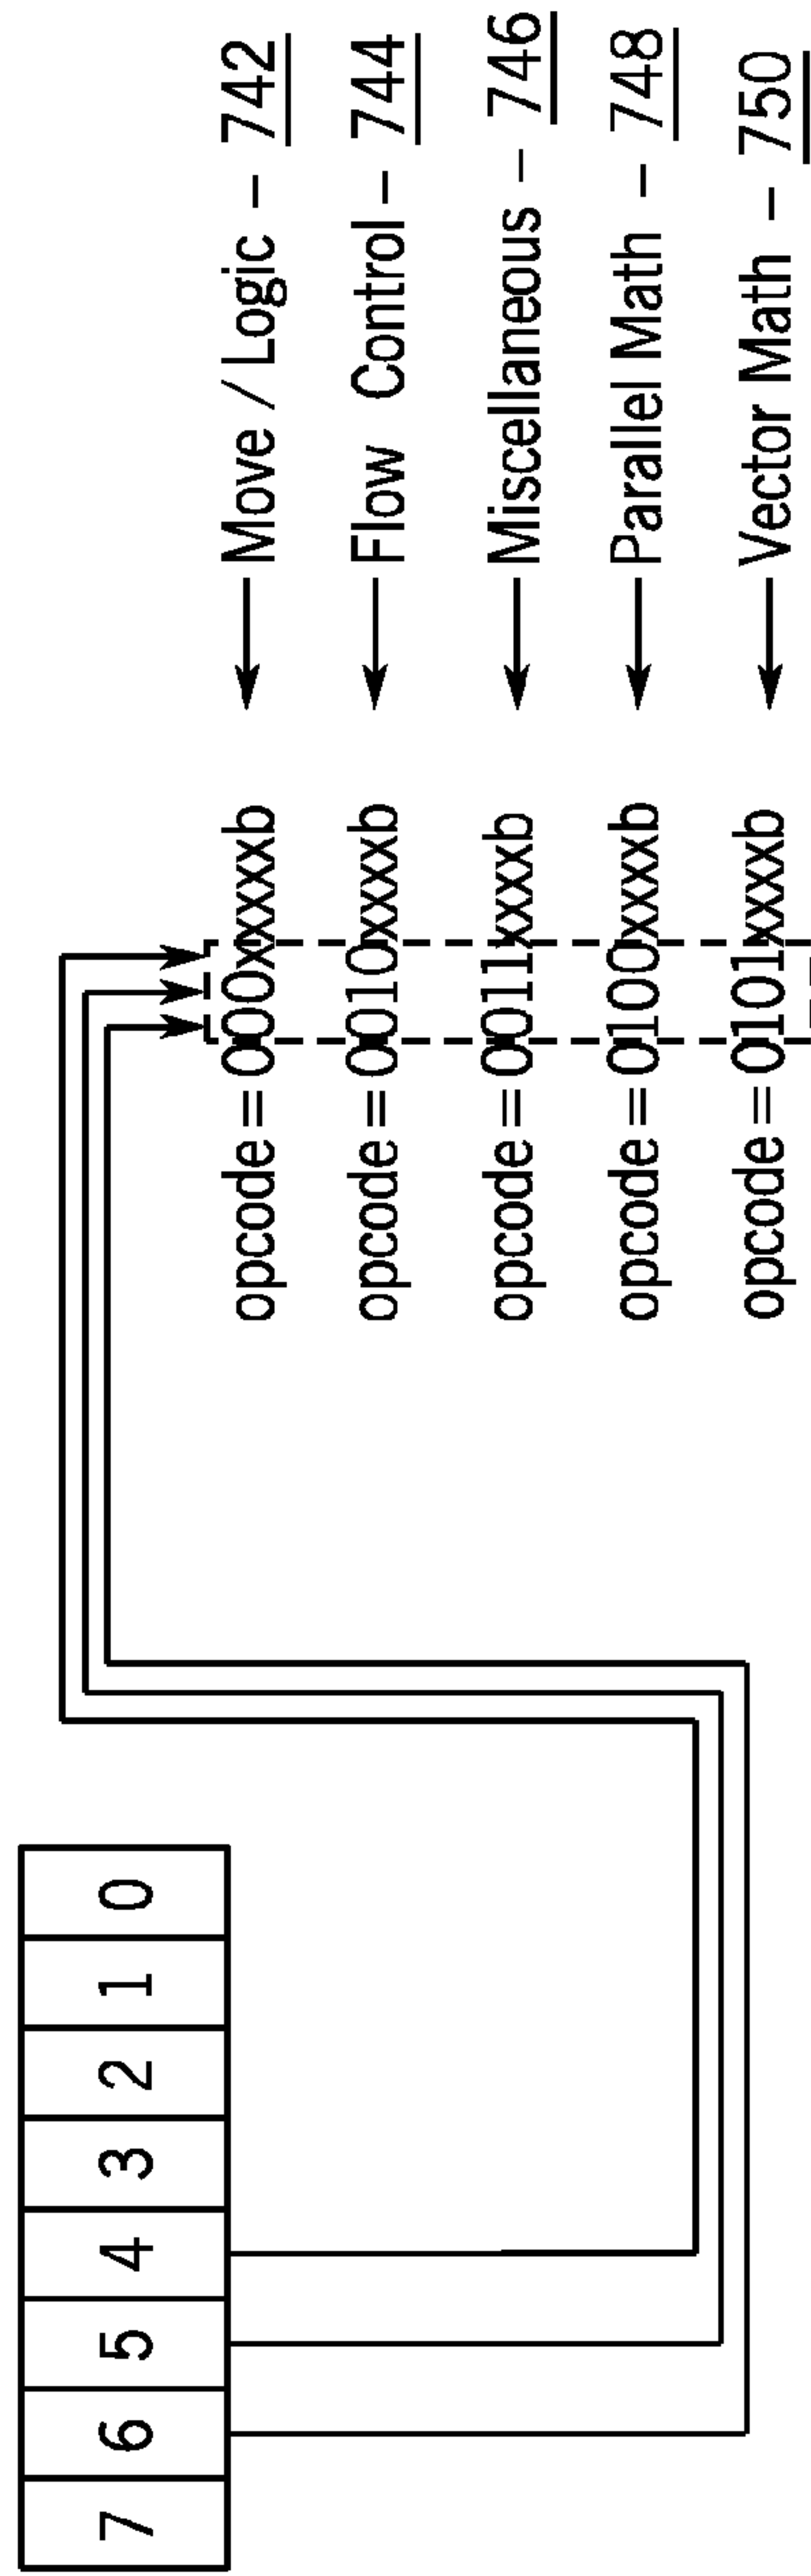 7 6 5 4 3 2 1 0
opcode=000xxxxxb ← Move / Logic – 742
opcode=0010xxxxb ← Flow Control – 744
opcode=0011xxxxb ← Miscellaneous – 746
opcode=0100xxxxb ← Parallel Math – 748
opcode=0101xxxxb ← Vector Math – 750